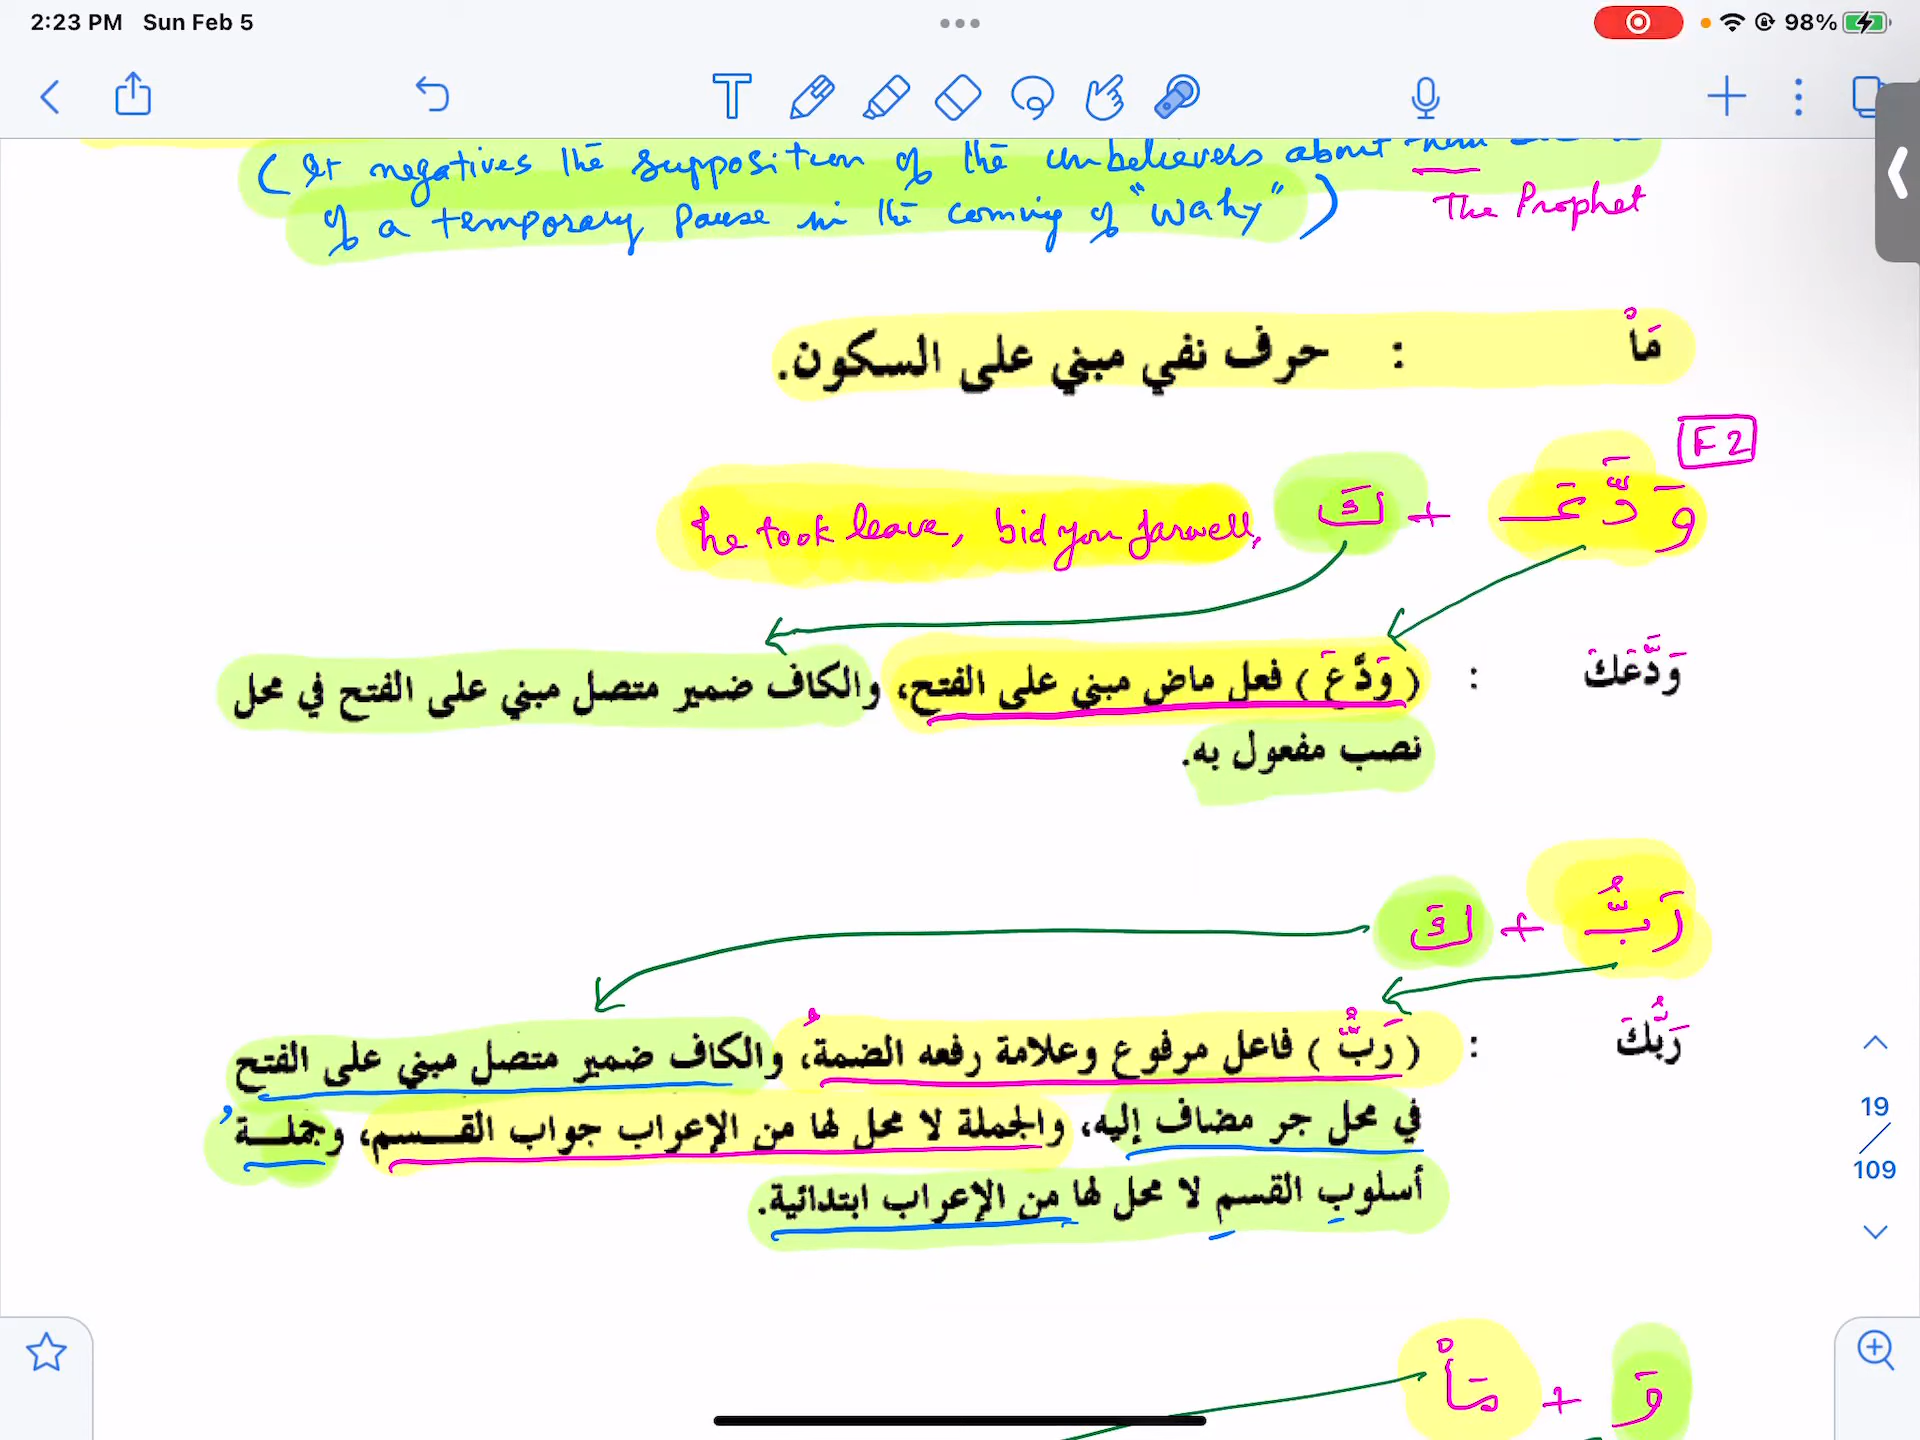 2:23 PM Sun Feb 5
98%
( It negatives the supposition of the unbelievers about
of a temporary pause in the coming of "wahy" )
The Prophet
مَاْ : حرف نفي مبني على السكون.
F2
وَدَّعَـ + كَ he took leave, bid you farwell,
وَدَّعَكَ : ( وَدَّعَ ) فعل ماض مبني على الفتح، والكاف ضمير متصل مبني على الفتح في محل
نصب مفعول به.
رَبُّـ + كَ
رَبُّكَ : ( رَبُّ ) فاعل مرفوع وعلامة رفعه الضمةُ، والكاف ضمير متصل مبني على الفتح
في محل جر مضاف إليه، والجملة لا محل لها من الإعراب جواب القـــسم، وجملــة
أسلوب القسم لا محل لها من الإعراب ابتدائية.
19
109
وَ + مَاْ